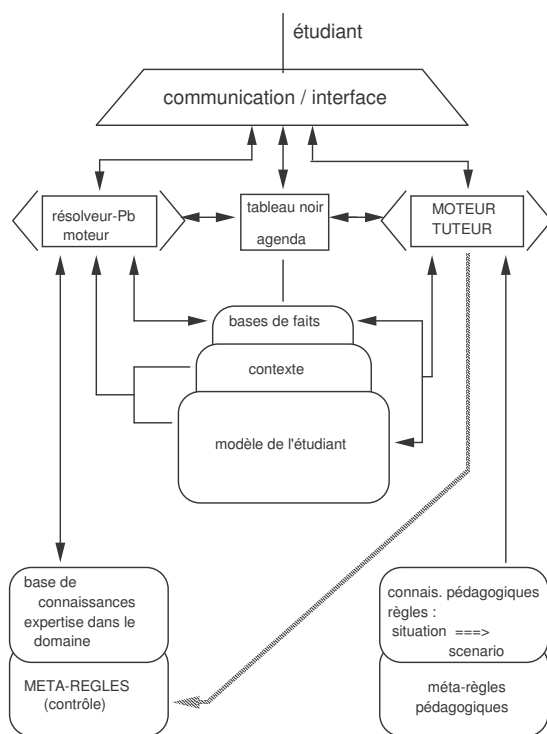 étudiant
communication / interface
résolveur-Pb
moteur
tableau noir
agenda
MOTEUR
TUTEUR
bases de faits
contexte
modèle de l'étudiant
base de
connaissances
expertise dans le
domaine
META-REGLES
(contrôle)
connais. pédagogiques
règles :
situation ===>
scenario
méta-règles
pédagogiques